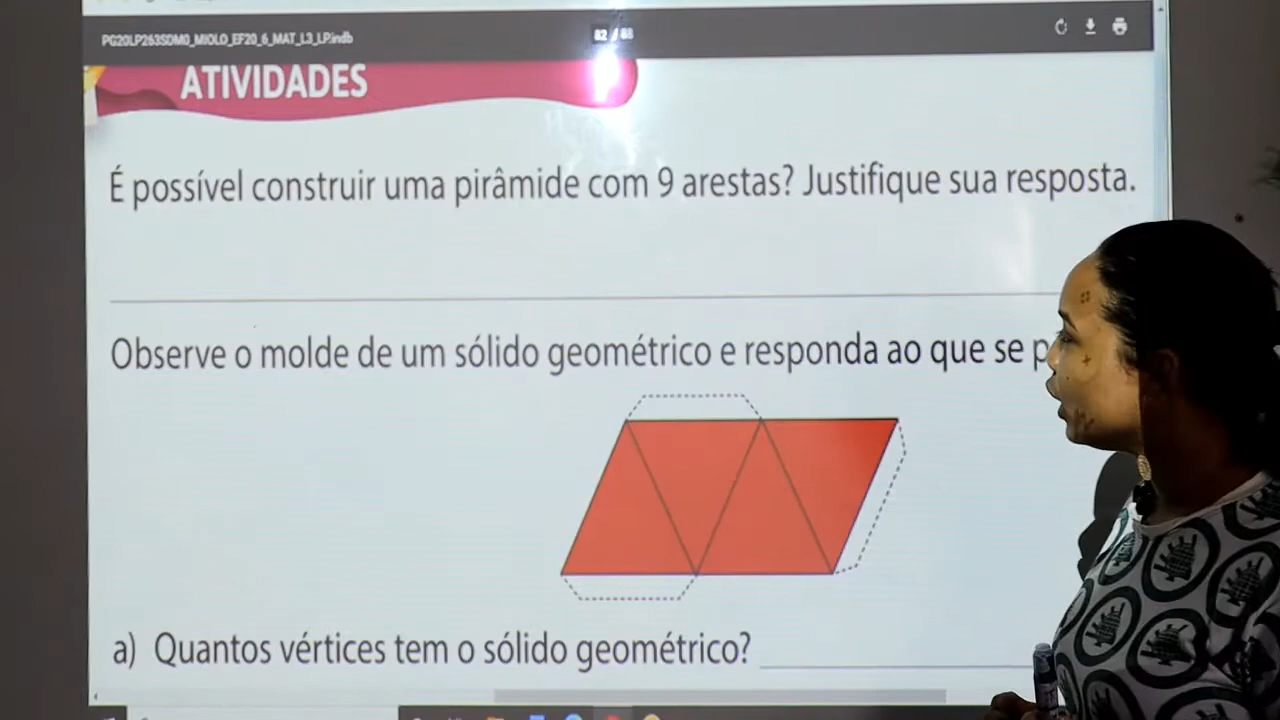 PG20LP263SDM0_MIOLO_EF20_6_MAT_L3_LP.indb
82 / 88
ATIVIDADES
É possível construir uma pirâmide com 9 arestas? Justifique sua resposta.
Observe o molde de um sólido geométrico e responda ao que se p
a) Quantos vértices tem o sólido geométrico?